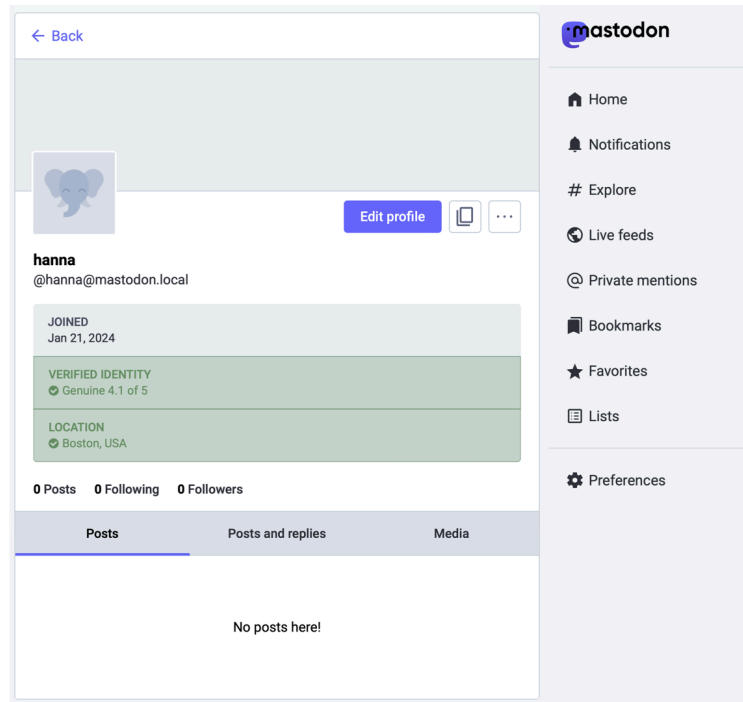 ← Back
Edit profile
hanna
@hanna@mastodon.local
JOINED
Jan 21, 2024
VERIFIED IDENTITY
Genuine 4.1 of 5
LOCATION
Boston, USA
0 Posts 0 Following 0 Followers
Posts Posts and replies Media
No posts here!
mastodon
Home
Notifications
# Explore
Live feeds
@ Private mentions
Bookmarks
Favorites
Lists
Preferences